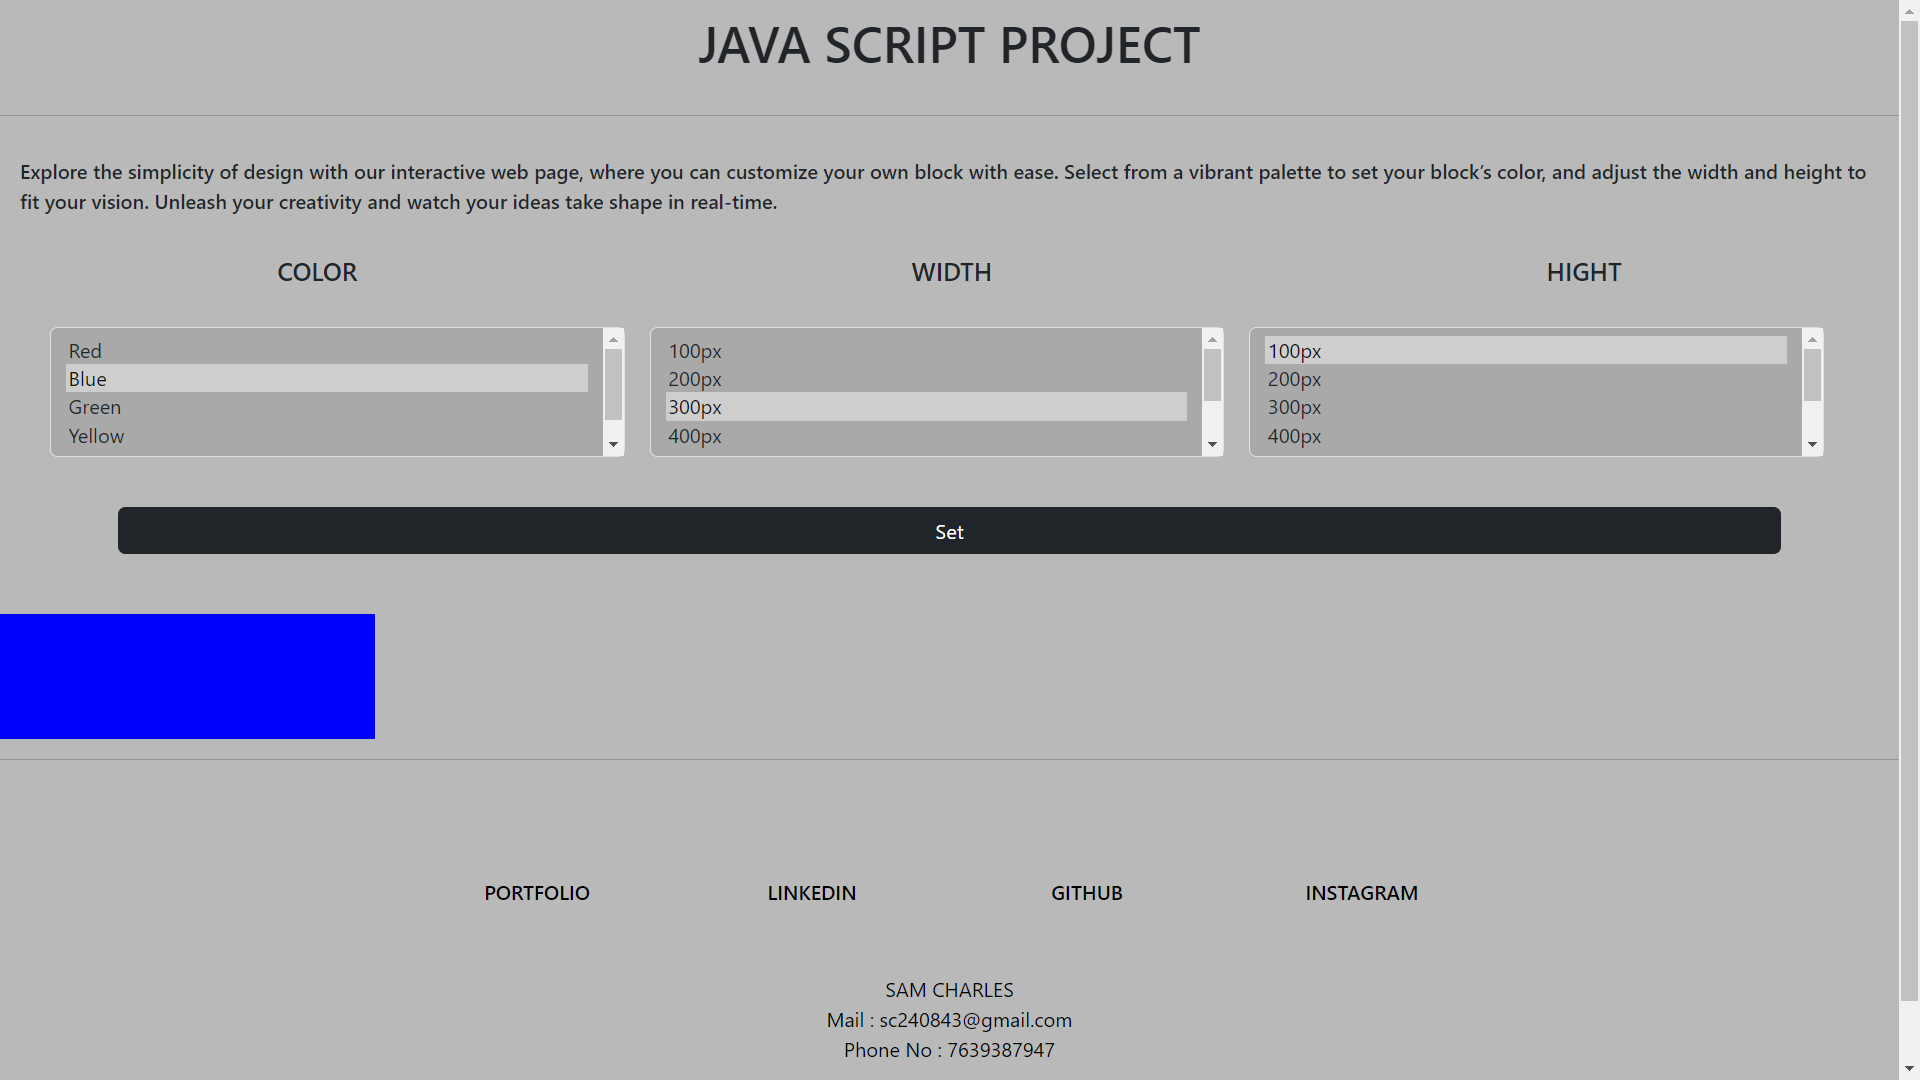 JAVA SCRIPT PROJECT
Explore the simplicity of design with our interactive web page, where you can customize your own block with ease. Select from a vibrant palette to set your block’s color, and adjust the width and height to
fit your vision. Unleash your creativity and watch your ideas take shape in real-time.
COLOR
WIDTH
HIGHT
Red
Blue
Green
Yellow
100px
200px
300px
400px
100px
200px
300px
400px
Set
PORTFOLIO
LINKEDIN
GITHUB
INSTAGRAM
SAM CHARLES
Mail : sc240843@gmail.com
Phone No : 7639387947